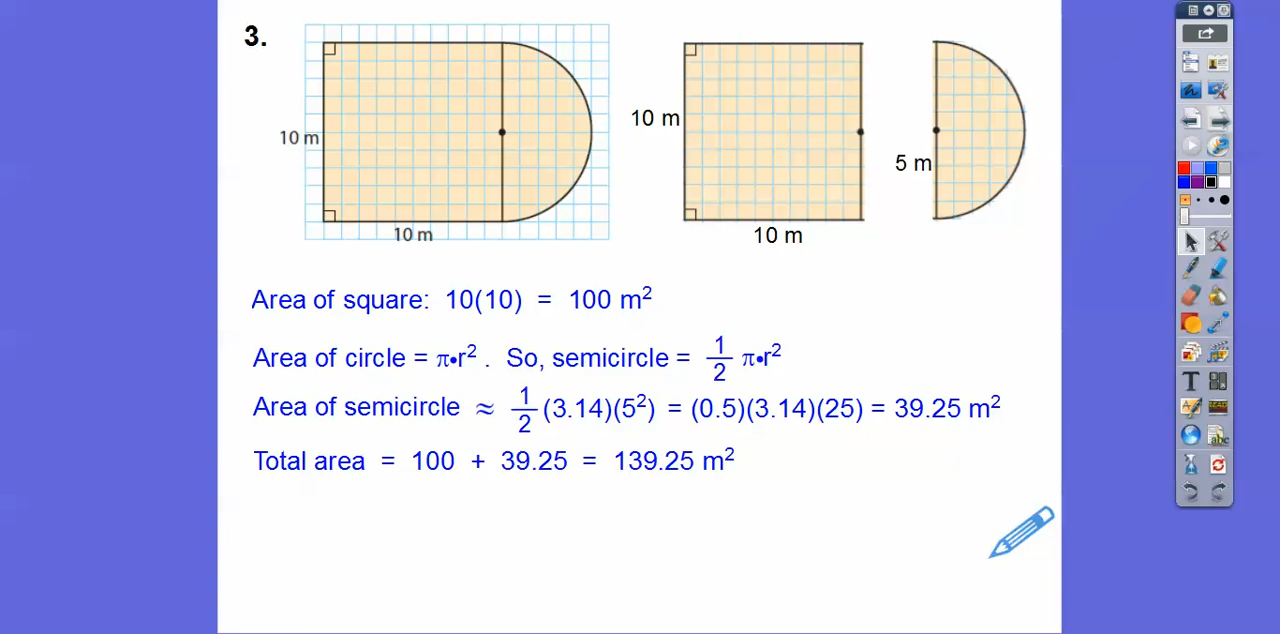 3.
10 m
10 m
10 m
10 m
5 m
Area of square: 10(10) = 100 m²
Area of circle = π•r² . So, semicircle = 1/2 π•r²
Area of semicircle ≈ 1/2 (3.14)(5²) = (0.5)(3.14)(25) = 39.25 m²
Total area = 100 + 39.25 = 139.25 m²
T
abc